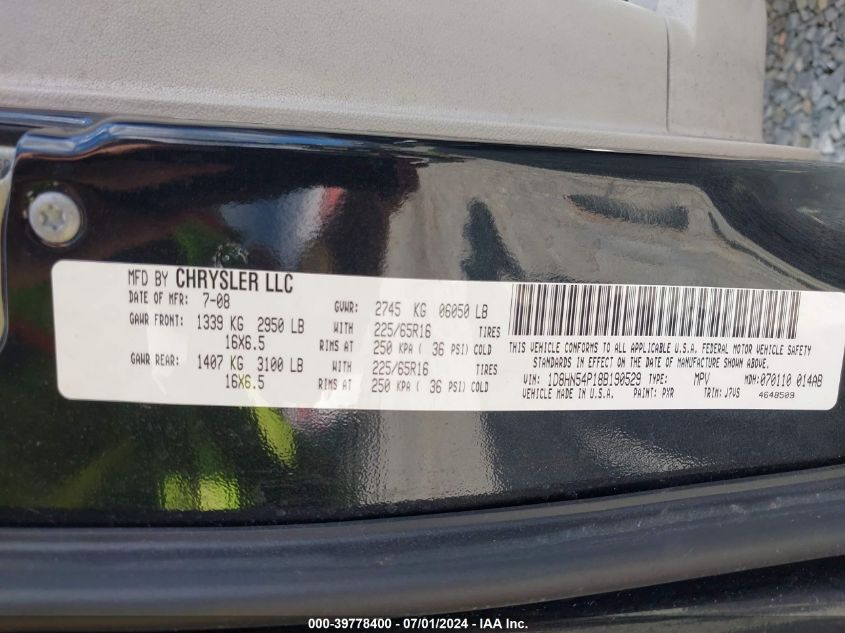 MFD BY CHRYSLER LLC
DATE OF MFR: 7-08
GVWR: 2745 KG 06050 LB
GAWR FRONT: 1339 KG 2950 LB WITH 225/65R16 TIRES
16X6.5 RIMS AT 250 KPA ( 36 PSI) COLD
GAWR REAR: 1407 KG 3100 LB WITH 225/65R16 TIRES
16X6.5 RIMS AT 250 KPA ( 36 PSI) COLD
THIS VEHICLE CONFORMS TO ALL APPLICABLE U.S.A. FEDERAL MOTOR VEHICLE SAFETY
STANDARDS IN EFFECT ON THE DATE OF MANUFACTURE SHOWN ABOVE.
VIN: 1D8HN54P18B190529 TYPE: MPV MDH:070110 014AB
VEHICLE MADE IN U.S.A. PAINT: PXR TRIM: J7VS 4648509
000-39778400 - 07/01/2024 - IAA Inc.